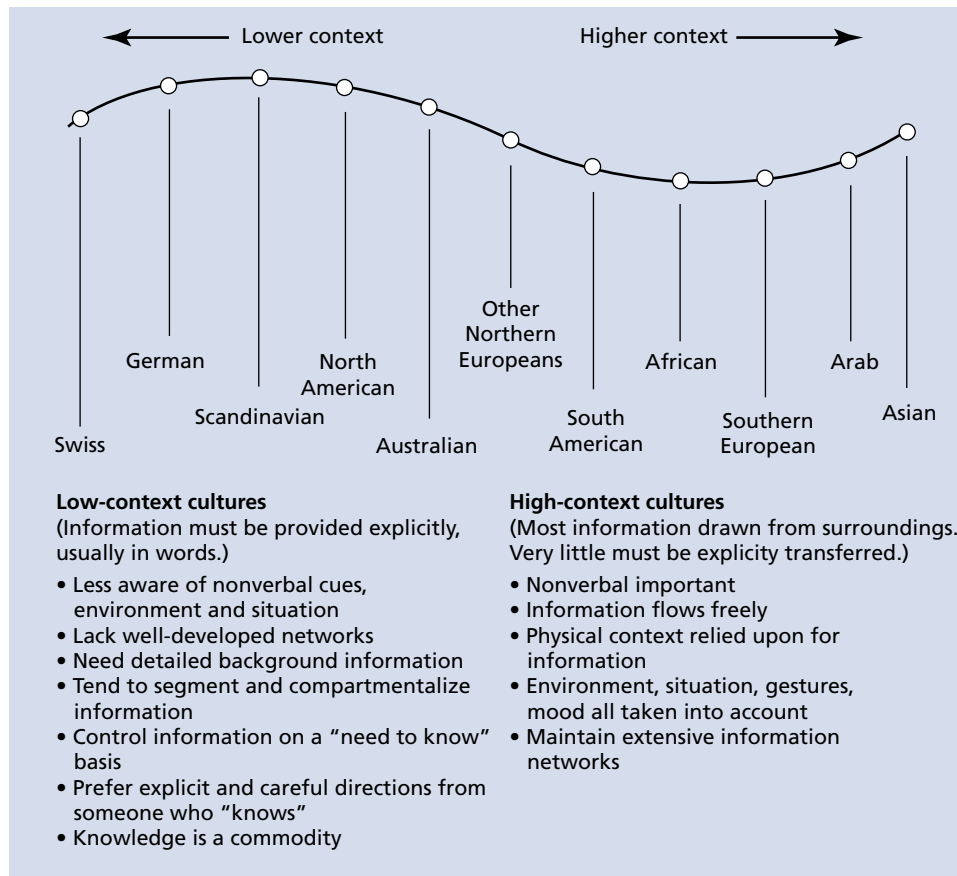 Lower context
Higher context
Other
Northern
Europeans
German
North
American
African
Arab
Scandinavian
South
American
Southern
European
Asian
Swiss
Australian
Low-context cultures
(Information must be provided explicitly,
usually in words.)
• Less aware of nonverbal cues,
environment and situation
• Lack well-developed networks
• Need detailed background information
• Tend to segment and compartmentalize
information
• Control information on a “need to know”
basis
• Prefer explicit and careful directions from
someone who “knows”
• Knowledge is a commodity
High-context cultures
(Most information drawn from surroundings.
Very little must be explicity transferred.)
• Nonverbal important
• Information flows freely
• Physical context relied upon for
information
• Environment, situation, gestures,
mood all taken into account
• Maintain extensive information
networks